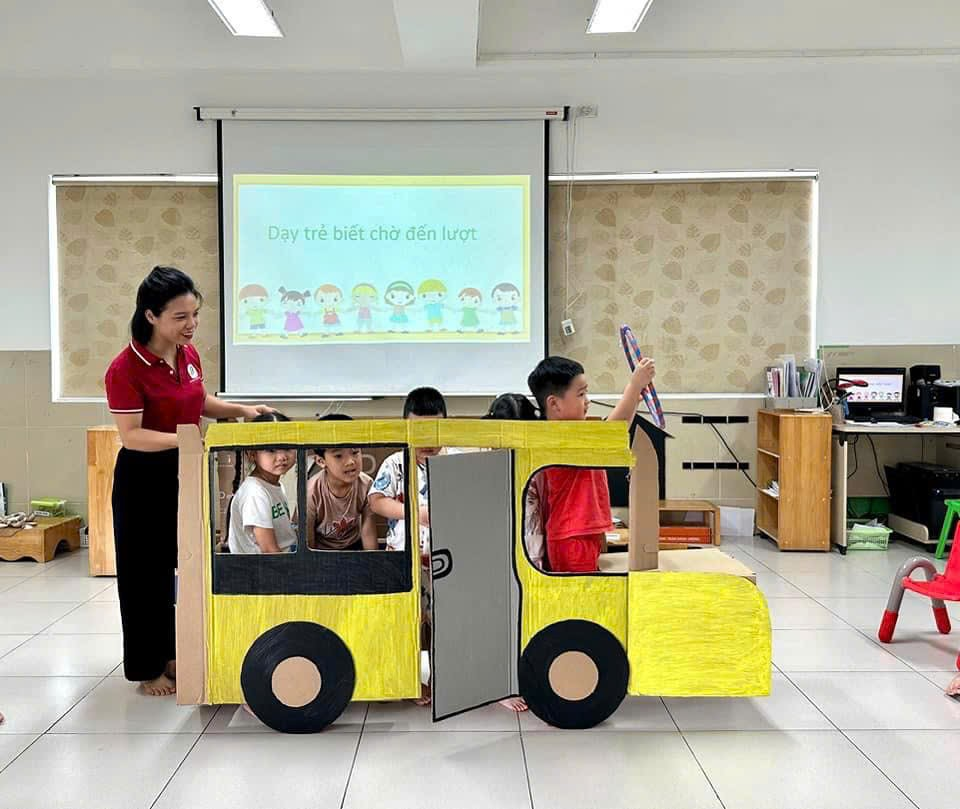 Dạy trẻ biết chờ đến lượt